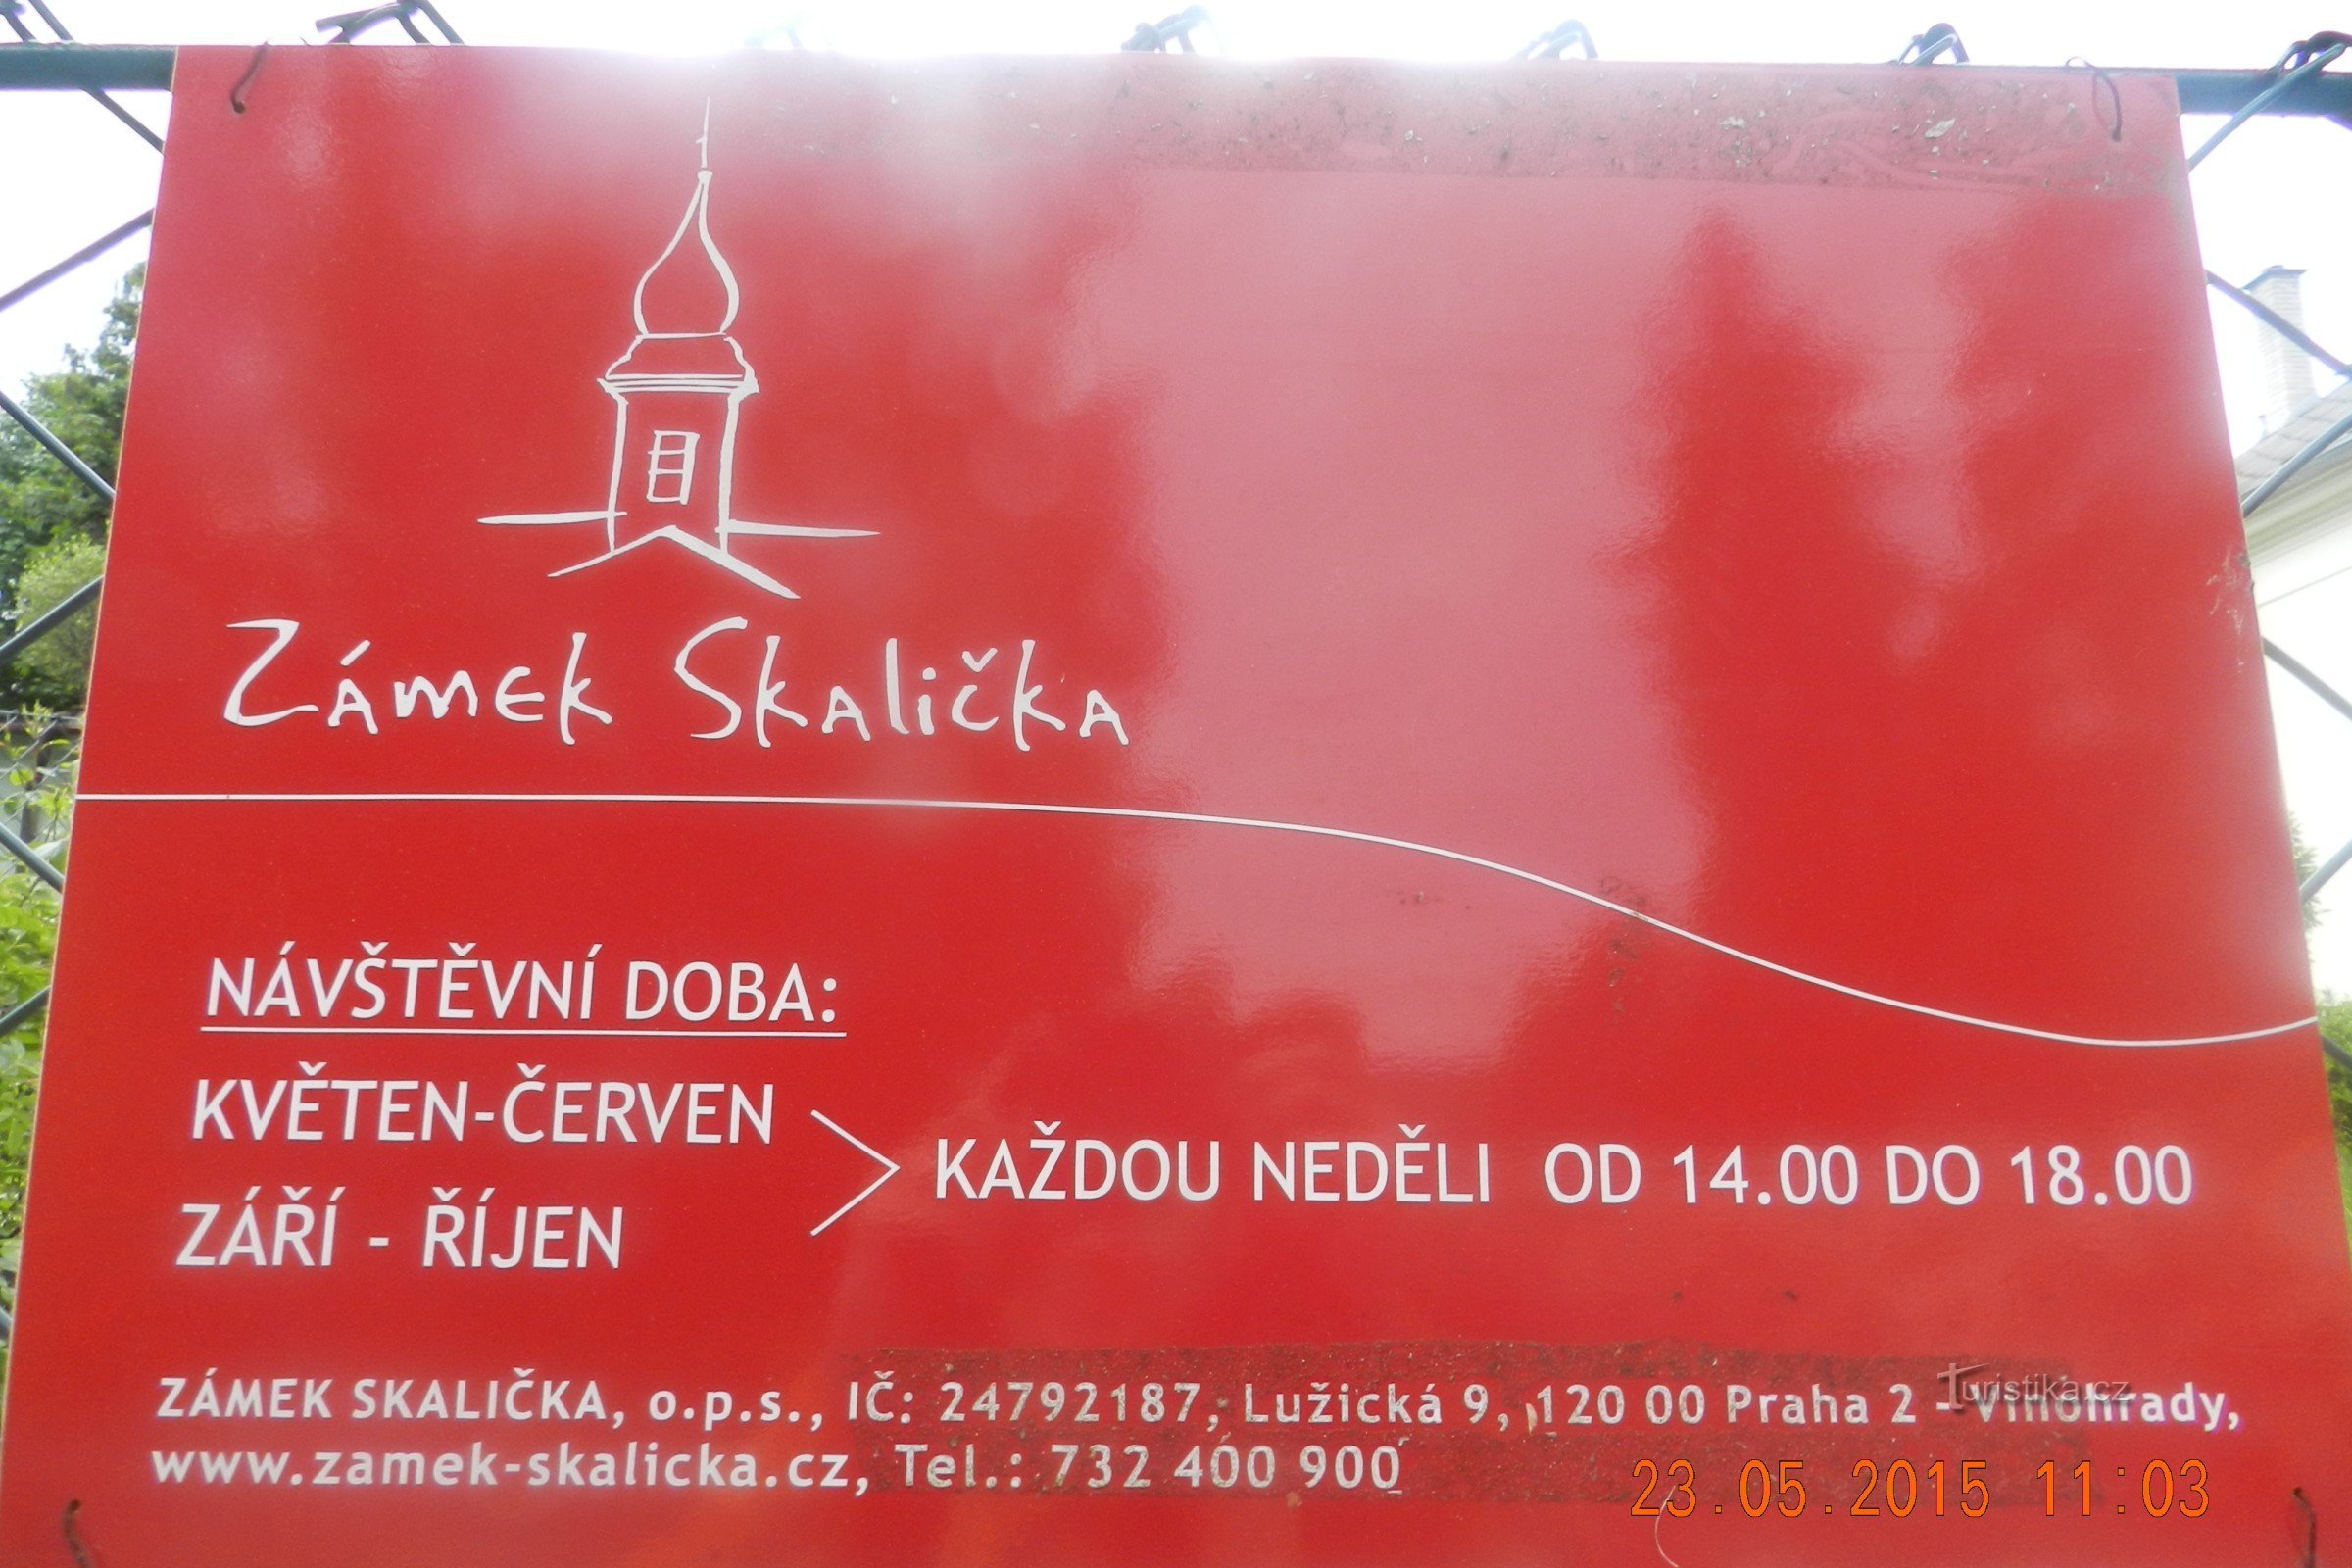 Zámek Skalička
NÁVŠTĚVNÍ DOBA:
KVĚTEN-ČERVEN
ZÁŘÍ - ŘÍJEN
KAŽDOU NEDĚLI OD 14.00 DO 18.00
ZÁMEK SKALIČKA, o.p.s., IČ: 24792187, Lužická 9, 120 00 Praha 2 - Vinohrady,
www.zamek-skalicka.cz, Tel.: 732 400 900
Turistika.cz
23.05.2015 11:03